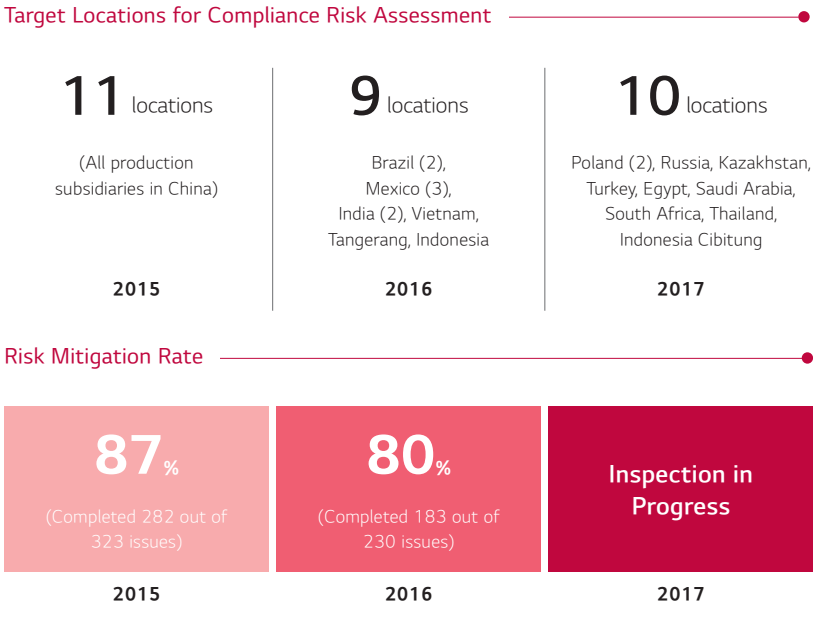 Target Locations for Compliance Risk Assessment
11 locations
(All production
subsidiaries in China)
2015
9 locations
Brazil (2),
Mexico (3),
India (2), Vietnam,
Tangerang, Indonesia
2016
10 locations
Poland (2), Russia, Kazakhstan,
Turkey, Egypt, Saudi Arabia,
South Africa, Thailand,
Indonesia Cibitung
2017
Risk Mitigation Rate
87%
(Completed 282 out of
323 issues)
2015
80%
(Completed 183 out of
230 issues)
2016
Inspection in
Progress
2017